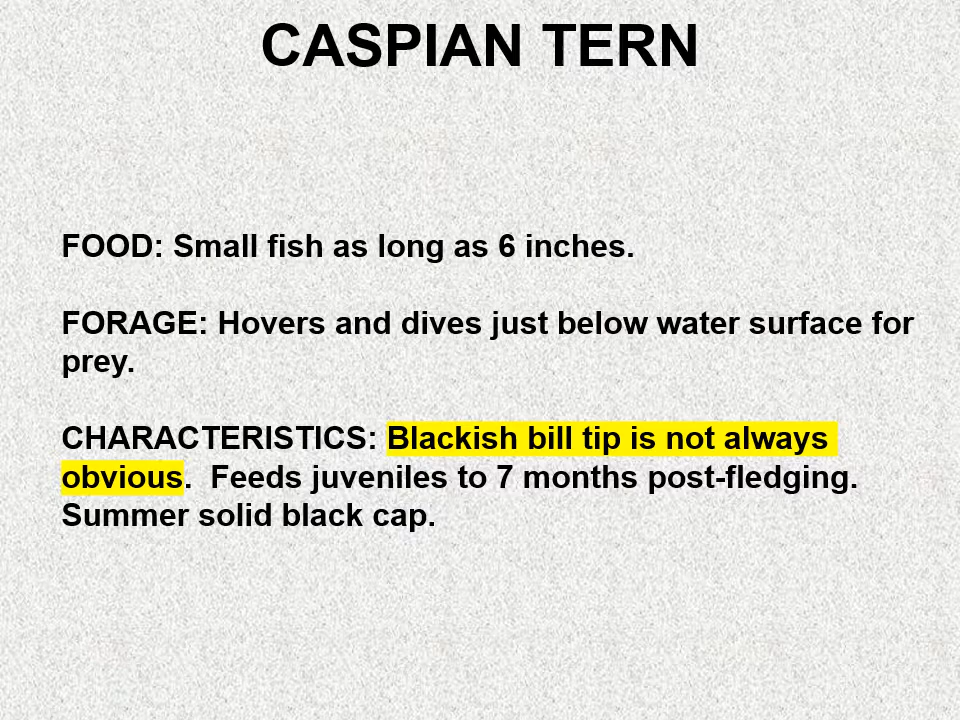 CASPIAN TERN
FOOD: Small fish as long as 6 inches.
FORAGE: Hovers and dives just below water surface for
prey.
CHARACTERISTICS: Blackish bill tip is not always
obvious.  Feeds juveniles to 7 months post-fledging.
Summer solid black cap.